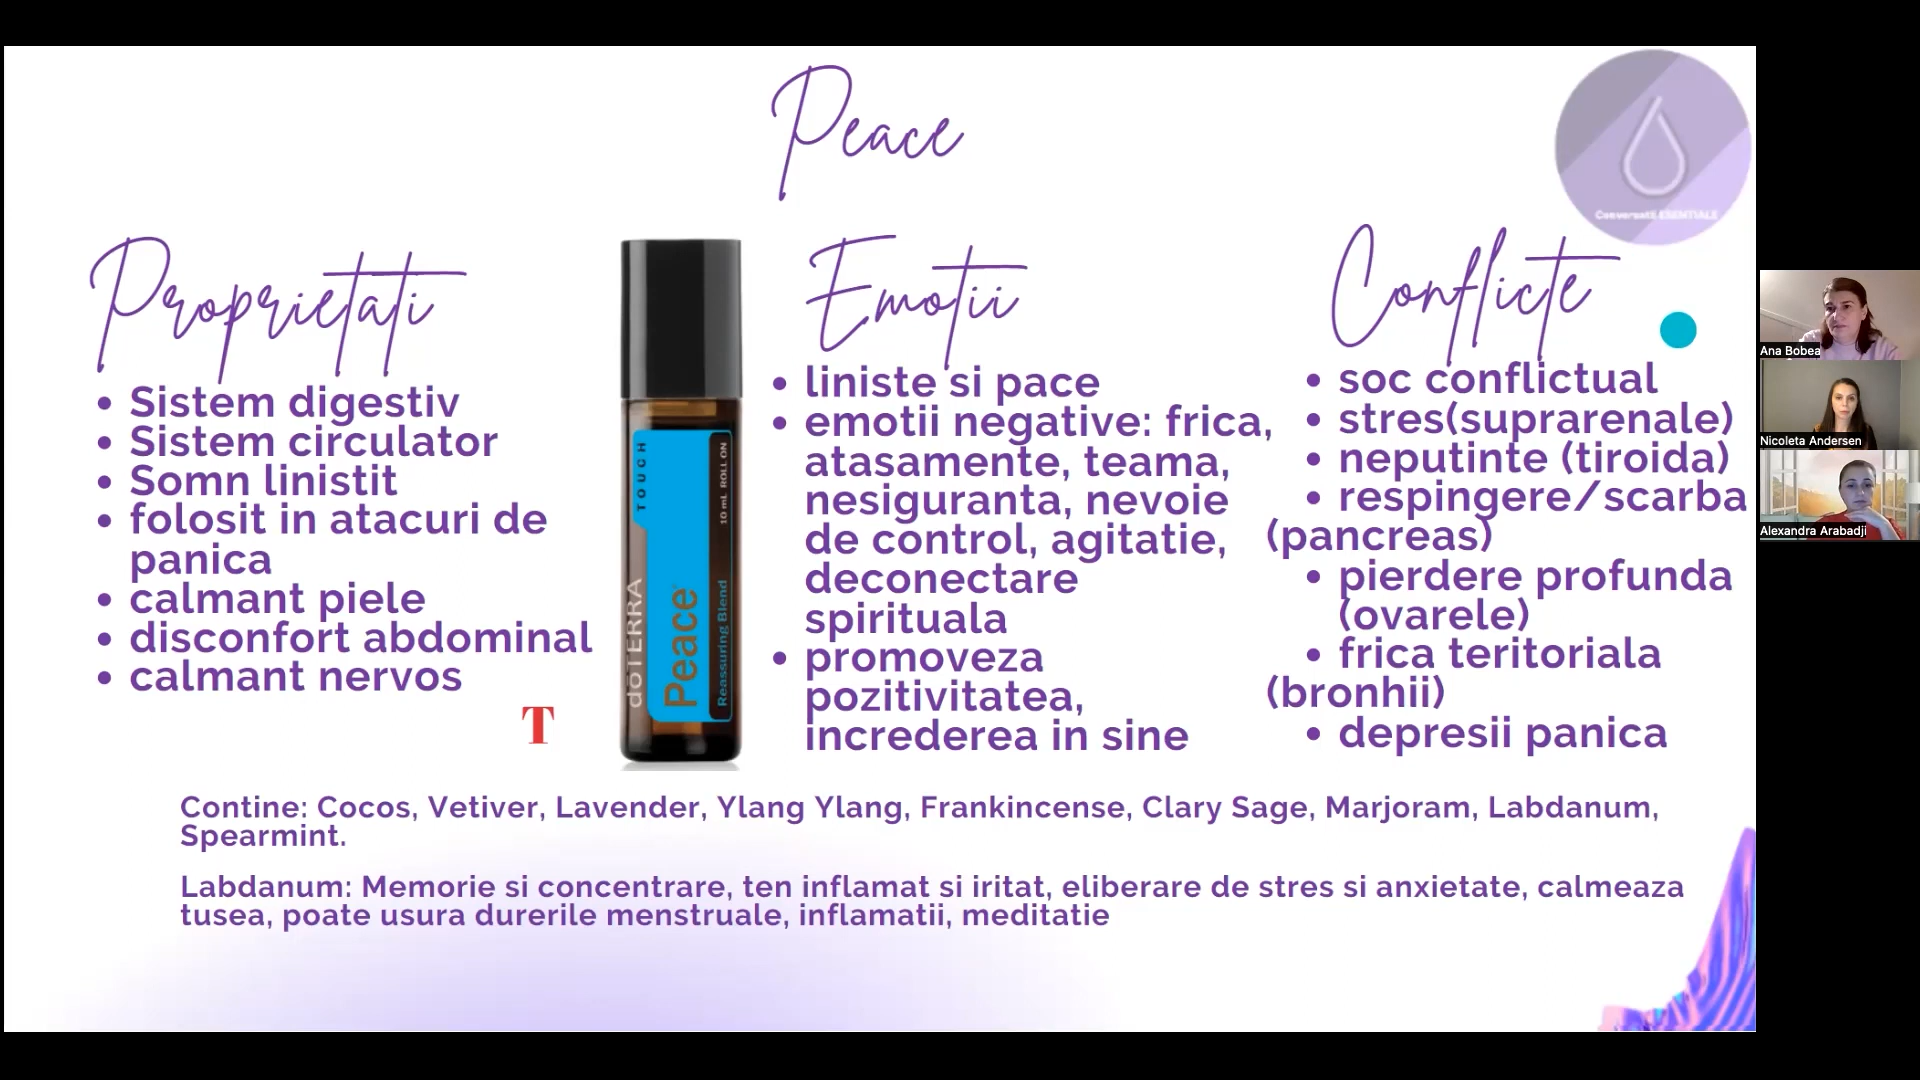 Peace
Conversatii ESENTIALE
Proprietati
Sistem digestiv
Sistem circulator
Somn linistit
folosit in atacuri de
panica
calmant piele
disconfort abdominal
calmant nervos
T
TOUCH
10 mL ROLL ON
doTERRA
Peace
Reassuring Blend
Emotii
liniste si pace
emotii negative: frica,
atasamente, teama,
nesiguranta, nevoie
de control, agitatie,
deconectare
spirituala
promoveza
pozitivitatea,
increderea in sine
Conflicte
soc conflictual
stres(suprarenale)
neputinte (tiroida)
respingere/scarba
(pancreas)
pierdere profunda
(ovarele)
frica teritoriala
(bronhii)
depresii panica
Contine: Cocos, Vetiver, Lavender, Ylang Ylang, Frankincense, Clary Sage, Marjoram, Labdanum,
Spearmint.
Labdanum: Memorie si concentrare, ten inflamat si iritat, eliberare de stres si anxietate, calmeaza
tusea, poate usura durerile menstruale, inflamatii, meditatie
Ana Bobea
Nicoleta Andersen
Alexandra Arabadji